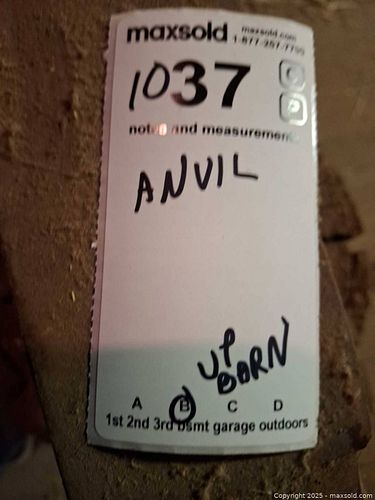 maxsold
maxsold.com
1-877-257-7755
1037
notes and measurements
ANVIL
UP
BARN
A B C D
1st 2nd 3rd bsmt garage outdoors
Copyright 2025 - maxsold.com